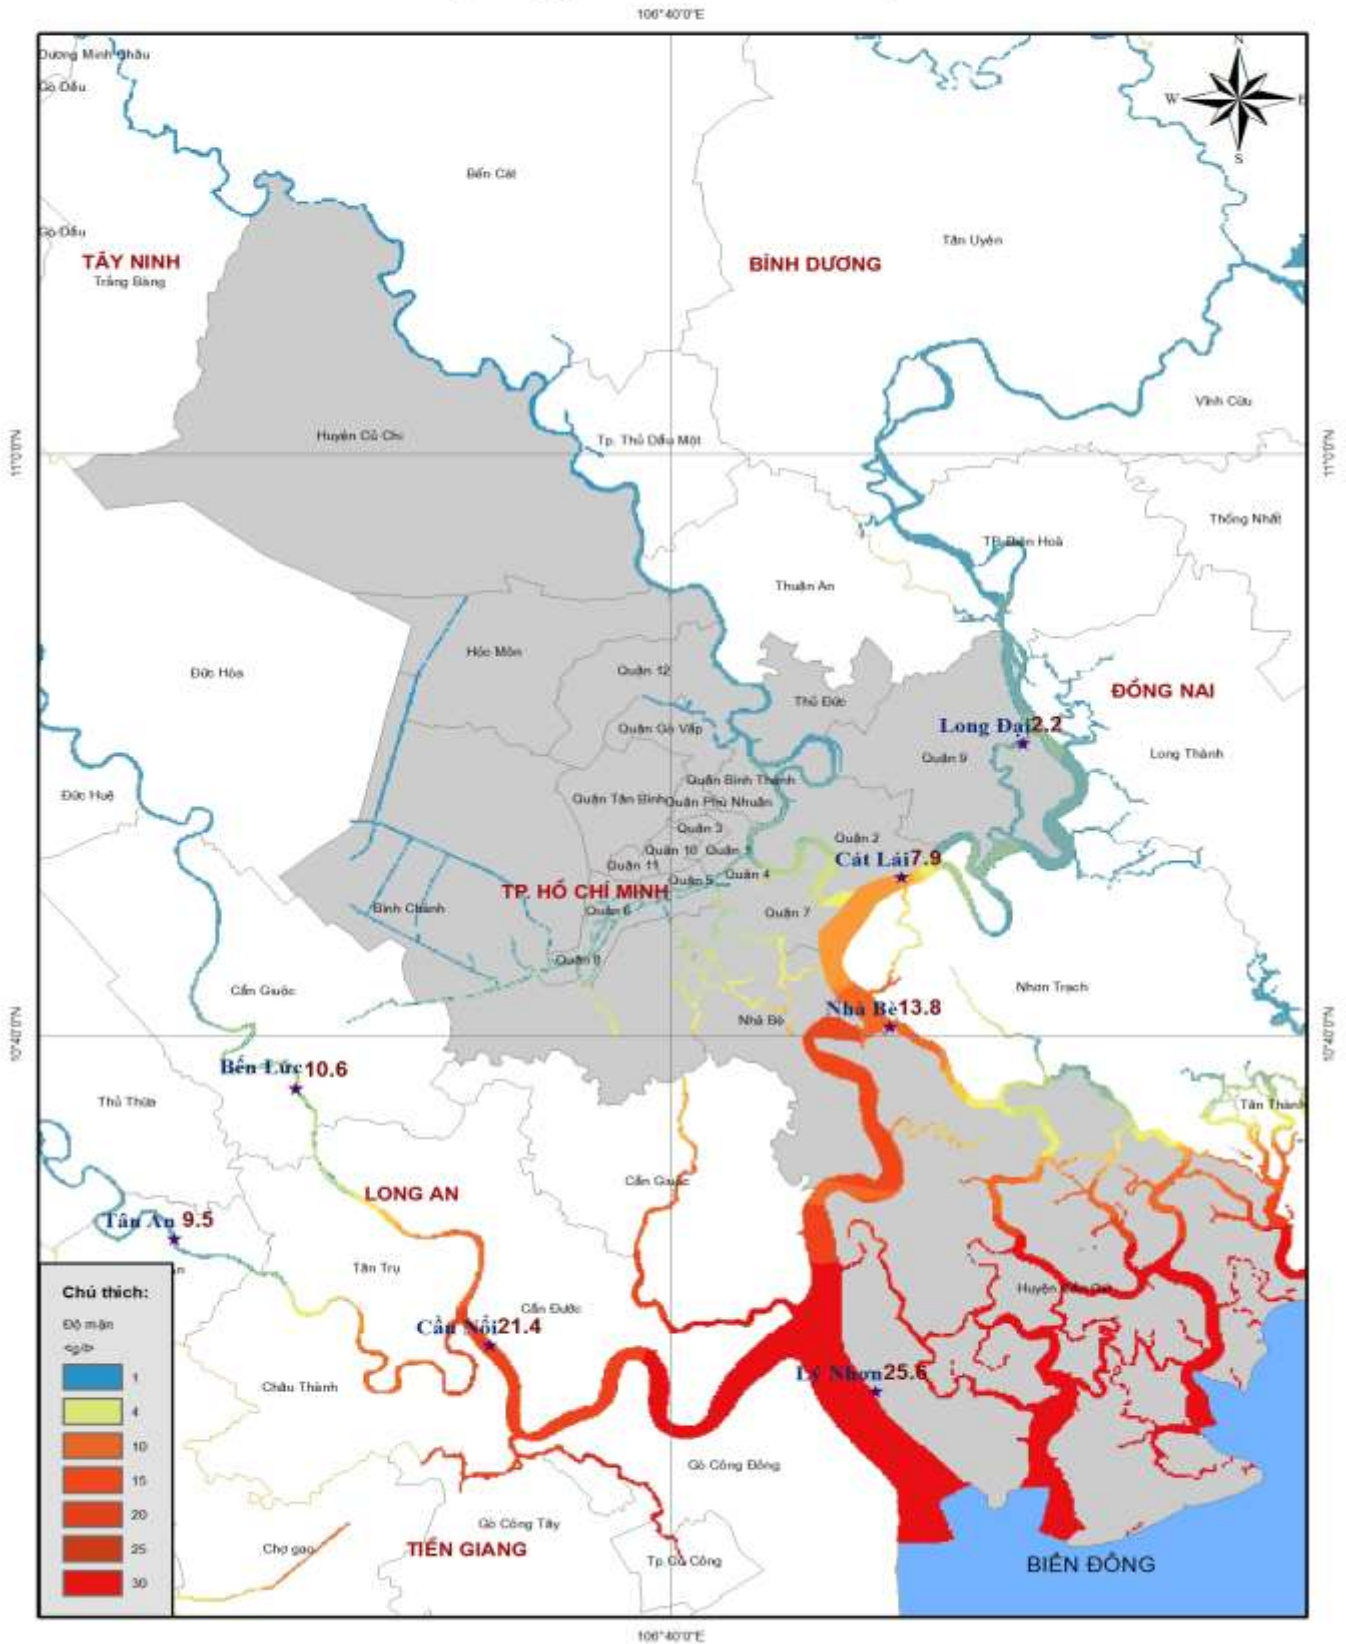 106°40'0"E
Dương Minh Châu
Gò Dầu
N
W
E
S
Bến Cát
Gò Dầu
TÂY NINH
Trảng Bàng
Tân Uyên
BÌNH DƯƠNG
Vĩnh Cửu
Huyện Củ Chi
Tp. Thủ Dầu Một
11°0'0"N
11°0'0"N
Thống Nhất
TP Biên Hoà
Thuận An
Hóc Môn
Đức Hòa
Quận 12
ĐỒNG NAI
Thủ Đức
Long Đại 2.2
Quận Gò Vấp
Long Thành
Quận 9
Quận Bình Thạnh
Đức Huệ
Quận Tân Bình
Quận Phú Nhuận
Quận 3
Quận 2
Quận 10
Quận 1
Cát Lái 7.9
Quận 11
Quận 5
Quận 4
TP. HỒ CHÍ MINH
Bình Chánh
Quận 6
Quận 7
Quận 8
Cần Giuộc
Nhơn Trạch
Nhà Bè 13.8
Nhà Bè
10°40'0"N
10°40'0"N
Bến Lức 10.6
Thủ Thừa
Tân Thành
Cần Giuộc
LONG AN
Tân An 9.5
Tân Trụ
Huyện Cần Giờ
Cần Đước
Cầu Nổi 21.4
Lý Nhơn 25.6
Châu Thành
Gò Công Đông
Gò Công Tây
TIỀN GIANG
Chợ gạo
Tp. Gò Công
BIỂN ĐÔNG
Chú thích:
Độ mặn
1
4
10
15
20
25
30
106°40'0"E